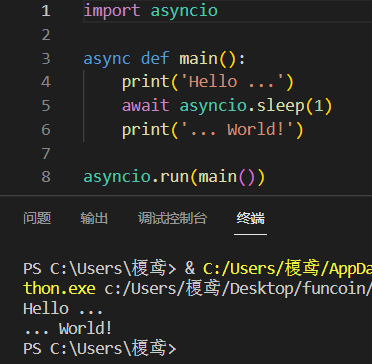 1 import asyncio
2
3 async def main():
4     print('Hello ...')
5     await asyncio.sleep(1)
6     print('... World!')
7
8 asyncio.run(main())
问题 输出 调试控制台 终端
PS C:\Users\榎鸢> & C:/Users/榎鸢/AppDa
thon.exe c:/Users/榎鸢/Desktop/funcoin/
Hello ...
... World!
PS C:\Users\榎鸢>